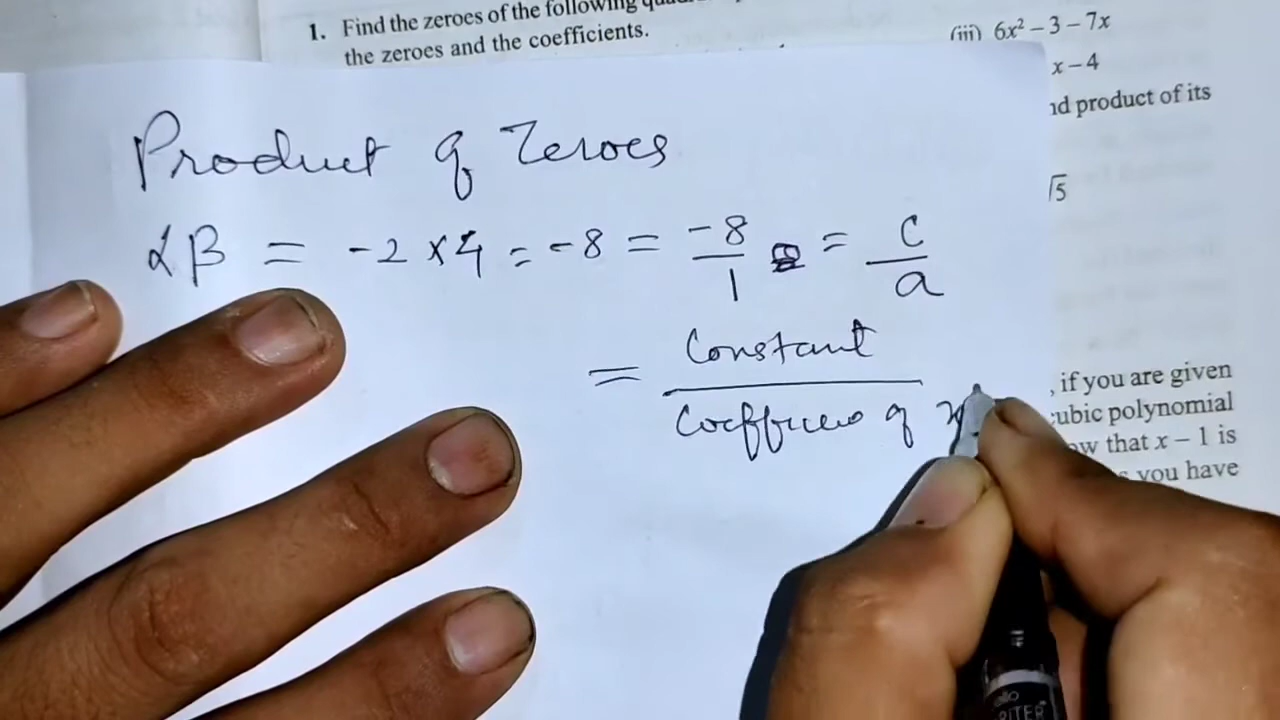 1. Find the zeroes of the following
the zeroes and the coefficients.
(iii) 6x² – 3 – 7x
x – 4
nd product of its
√5
Product of Zeroes
αβ = -2 × 4 = -8 = -8/1 = c/a
= Constant / Coefficien of x
, if you are given
cubic polynomial
ow that x – 1 is
you have